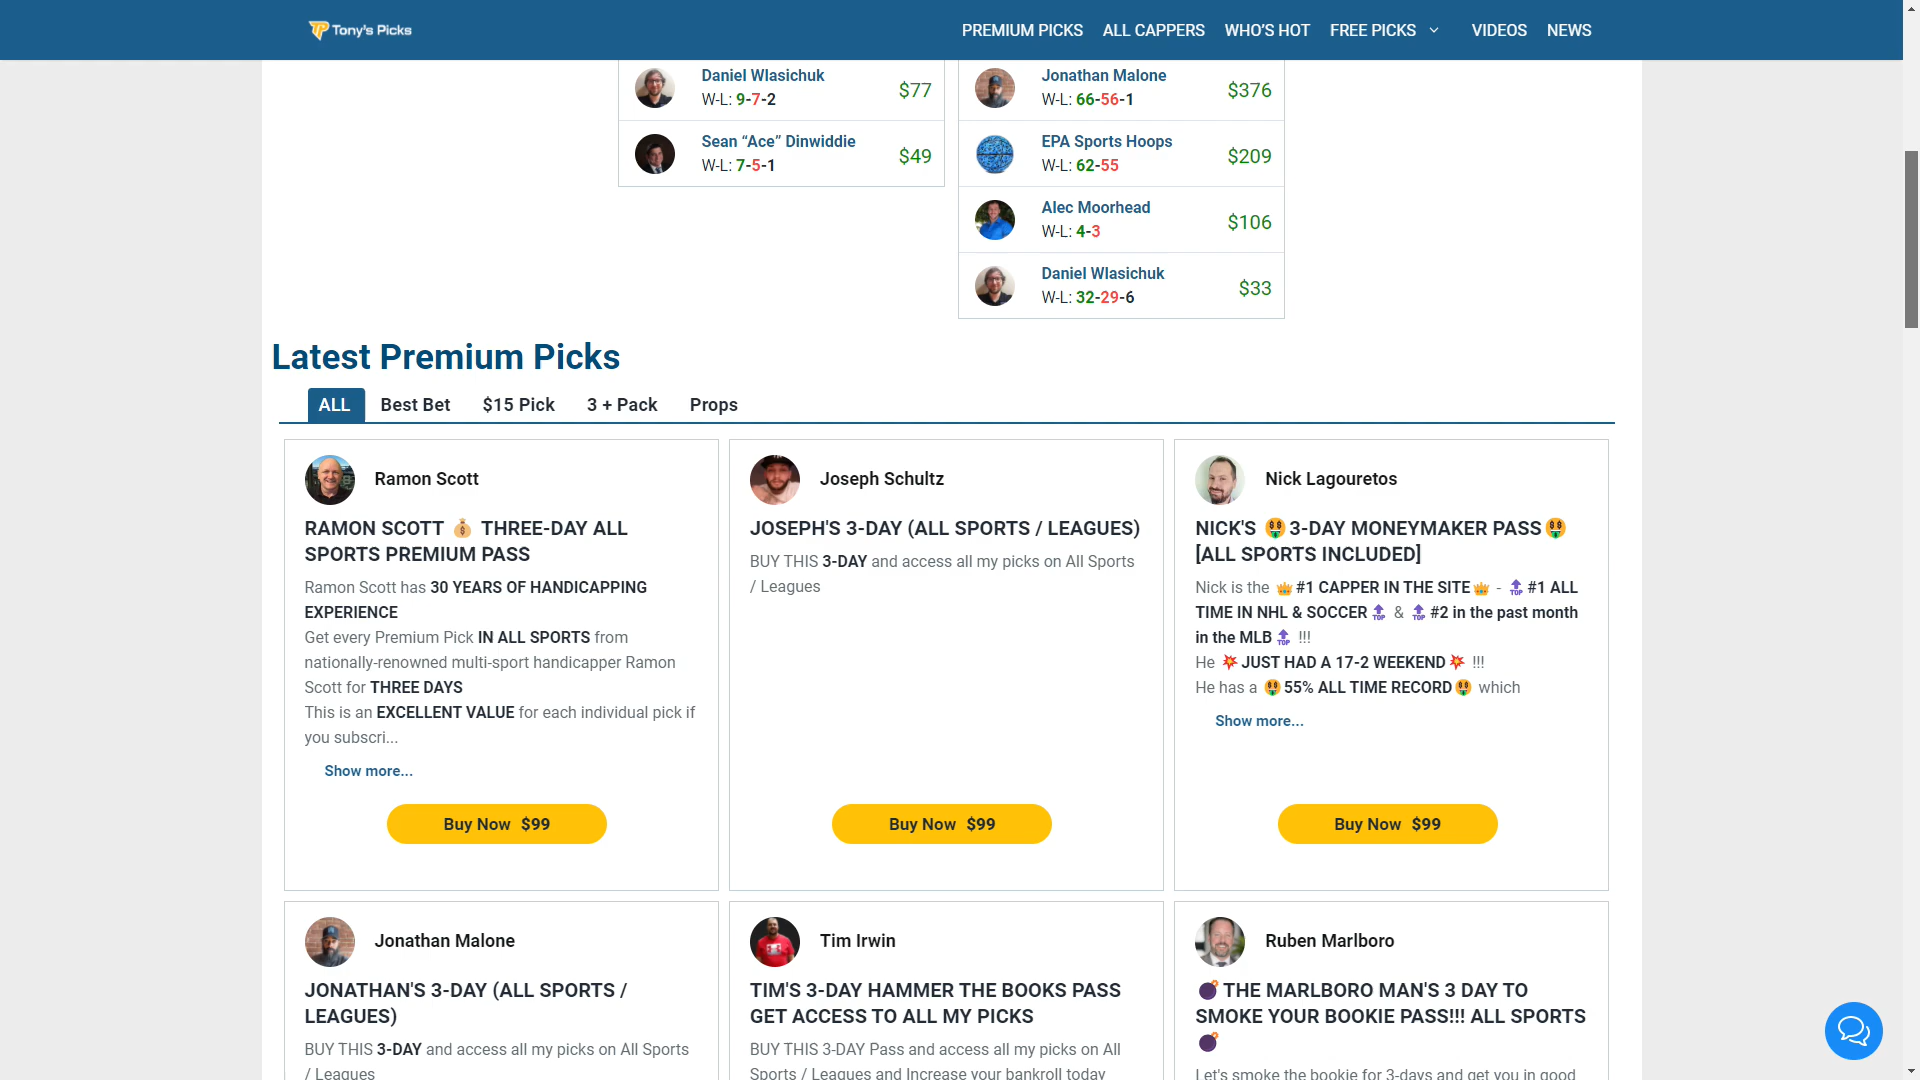 Tony's Picks
PREMIUM PICKS ALL CAPPERS WHO'S HOT FREE PICKS VIDEOS NEWS
Daniel Wlasichuk
W-L: 9-7-2
$77
Sean “Ace” Dinwiddie
W-L: 7-5-1
$49
Jonathan Malone
W-L: 66-56-1
$376
EPA Sports Hoops
W-L: 62-55
$209
Alec Moorhead
W-L: 4-3
$106
Daniel Wlasichuk
W-L: 32-29-6
$33
Latest Premium Picks
ALL Best Bet $15 Pick 3 + Pack Props
Ramon Scott
RAMON SCOTT 💰 THREE-DAY ALL
SPORTS PREMIUM PASS
Ramon Scott has 30 YEARS OF HANDICAPPING
EXPERIENCE
Get every Premium Pick IN ALL SPORTS from
nationally-renowned multi-sport handicapper Ramon
Scott for THREE DAYS
This is an EXCELLENT VALUE for each individual pick if
you subscri...
Show more...
Buy Now $99
Joseph Schultz
JOSEPH'S 3-DAY (ALL SPORTS / LEAGUES)
BUY THIS 3-DAY and access all my picks on All Sports
/ Leagues
Buy Now $99
Nick Lagouretos
NICK'S 🤑3-DAY MONEYMAKER PASS🤑
[ALL SPORTS INCLUDED]
Nick is the 👑#1 CAPPER IN THE SITE👑 - 🔝#1 ALL
TIME IN NHL & SOCCER🔝 & 🔝#2 in the past month
in the MLB🔝 !!!
He 💥JUST HAD A 17-2 WEEKEND💥 !!!
He has a 🤑55% ALL TIME RECORD🤑 which
Show more...
Buy Now $99
Jonathan Malone
JONATHAN'S 3-DAY (ALL SPORTS /
LEAGUES)
BUY THIS 3-DAY and access all my picks on All Sports
/ Leagues
Tim Irwin
TIM'S 3-DAY HAMMER THE BOOKS PASS
GET ACCESS TO ALL MY PICKS
BUY THIS 3-DAY Pass and access all my picks on All
Sports / Leagues and Increase your bankroll today
Ruben Marlboro
💣THE MARLBORO MAN'S 3 DAY TO
SMOKE YOUR BOOKIE PASS!!! ALL SPORTS
💣
Let's smoke the bookie for 3-days and get you in good